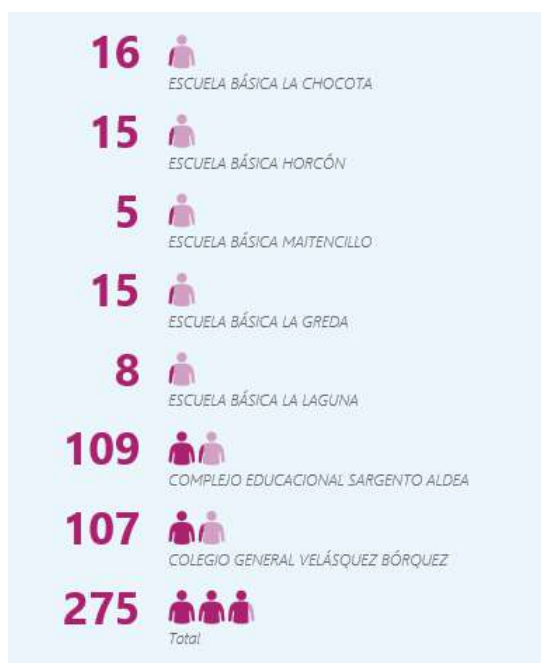 16
ESCUELA BÁSICA LA CHOCOTA
15
ESCUELA BÁSICA HORCÓN
5
ESCUELA BÁSICA MAITENCILLO
15
ESCUELA BÁSICA LA GREDA
8
ESCUELA BÁSICA LA LAGUNA
109
COMPLEJO EDUCACIONAL SARGENTO ALDEA
107
COLEGIO GENERAL VELÁSQUEZ BÓRQUEZ
275
Total